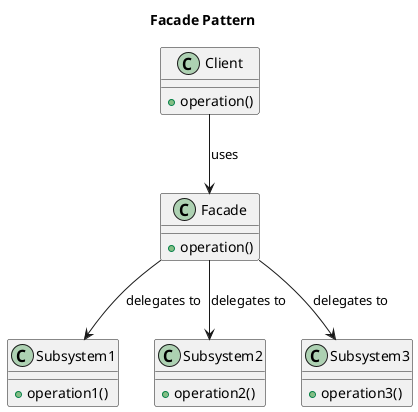 Facade Pattern
C Client
operation()
uses
C Facade
operation()
delegates to delegates to delegates to
C Subsystem1 C Subsystem2 C Subsystem3
operation1() operation2() operation3()